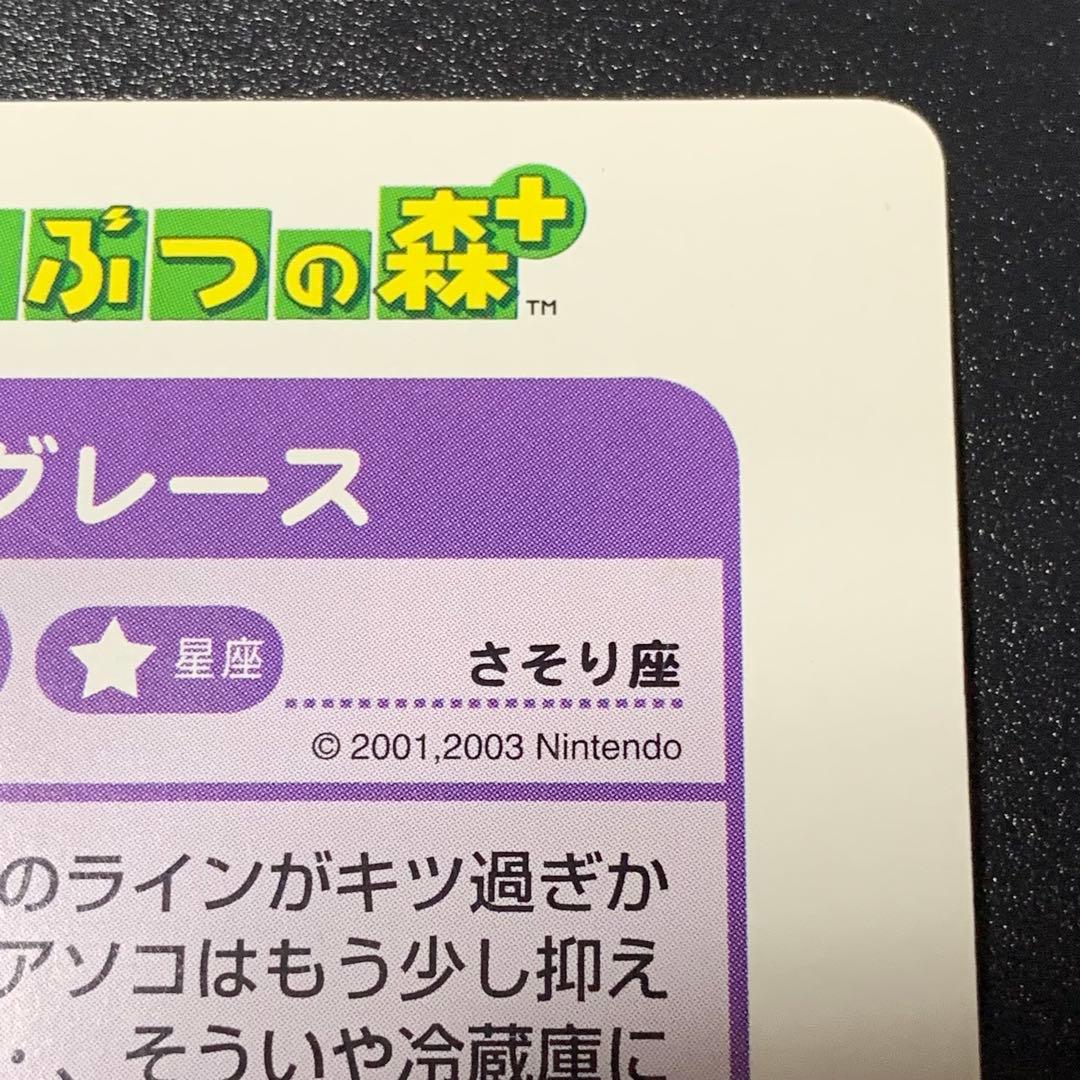 ぶつの森+™
グレース
星座 さそり座
© 2001,2003 Nintendo
のラインがキツ過ぎか
アソコはもう少し抑え
・、そういや冷蔵庫に